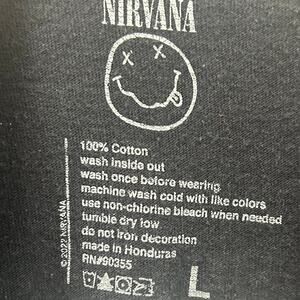 NIRVANA
100% Cotton
wash inside out
wash once before wearing
machine wash cold with like colors
use non-chlorine bleach when needed
tumble dry low
do not iron decoration
made in Honduras
RN#90355
L
© 2022 NIRVANA